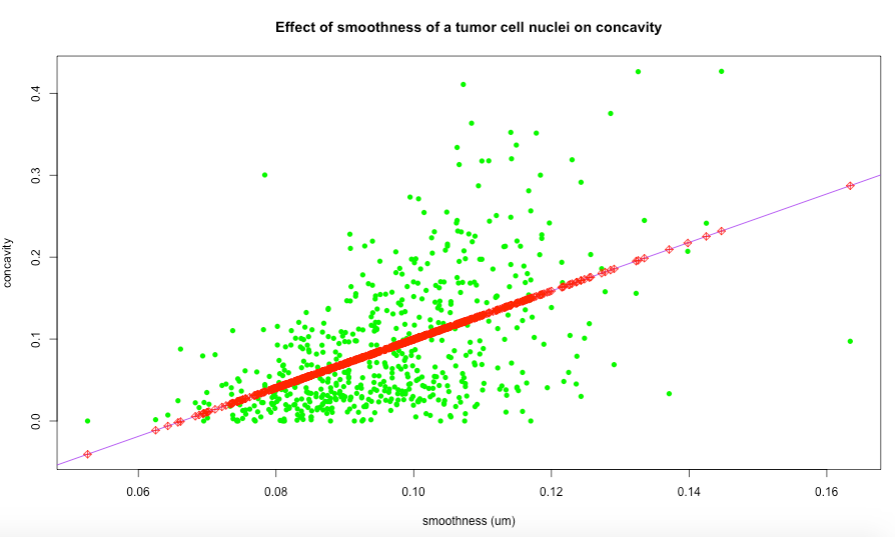 Effect of smoothness of a tumor cell nuclei on concavity
concavity
0.4
0.3
0.2
0.1
0.0
0.06 0.08 0.10 0.12 0.14 0.16
smoothness (um)